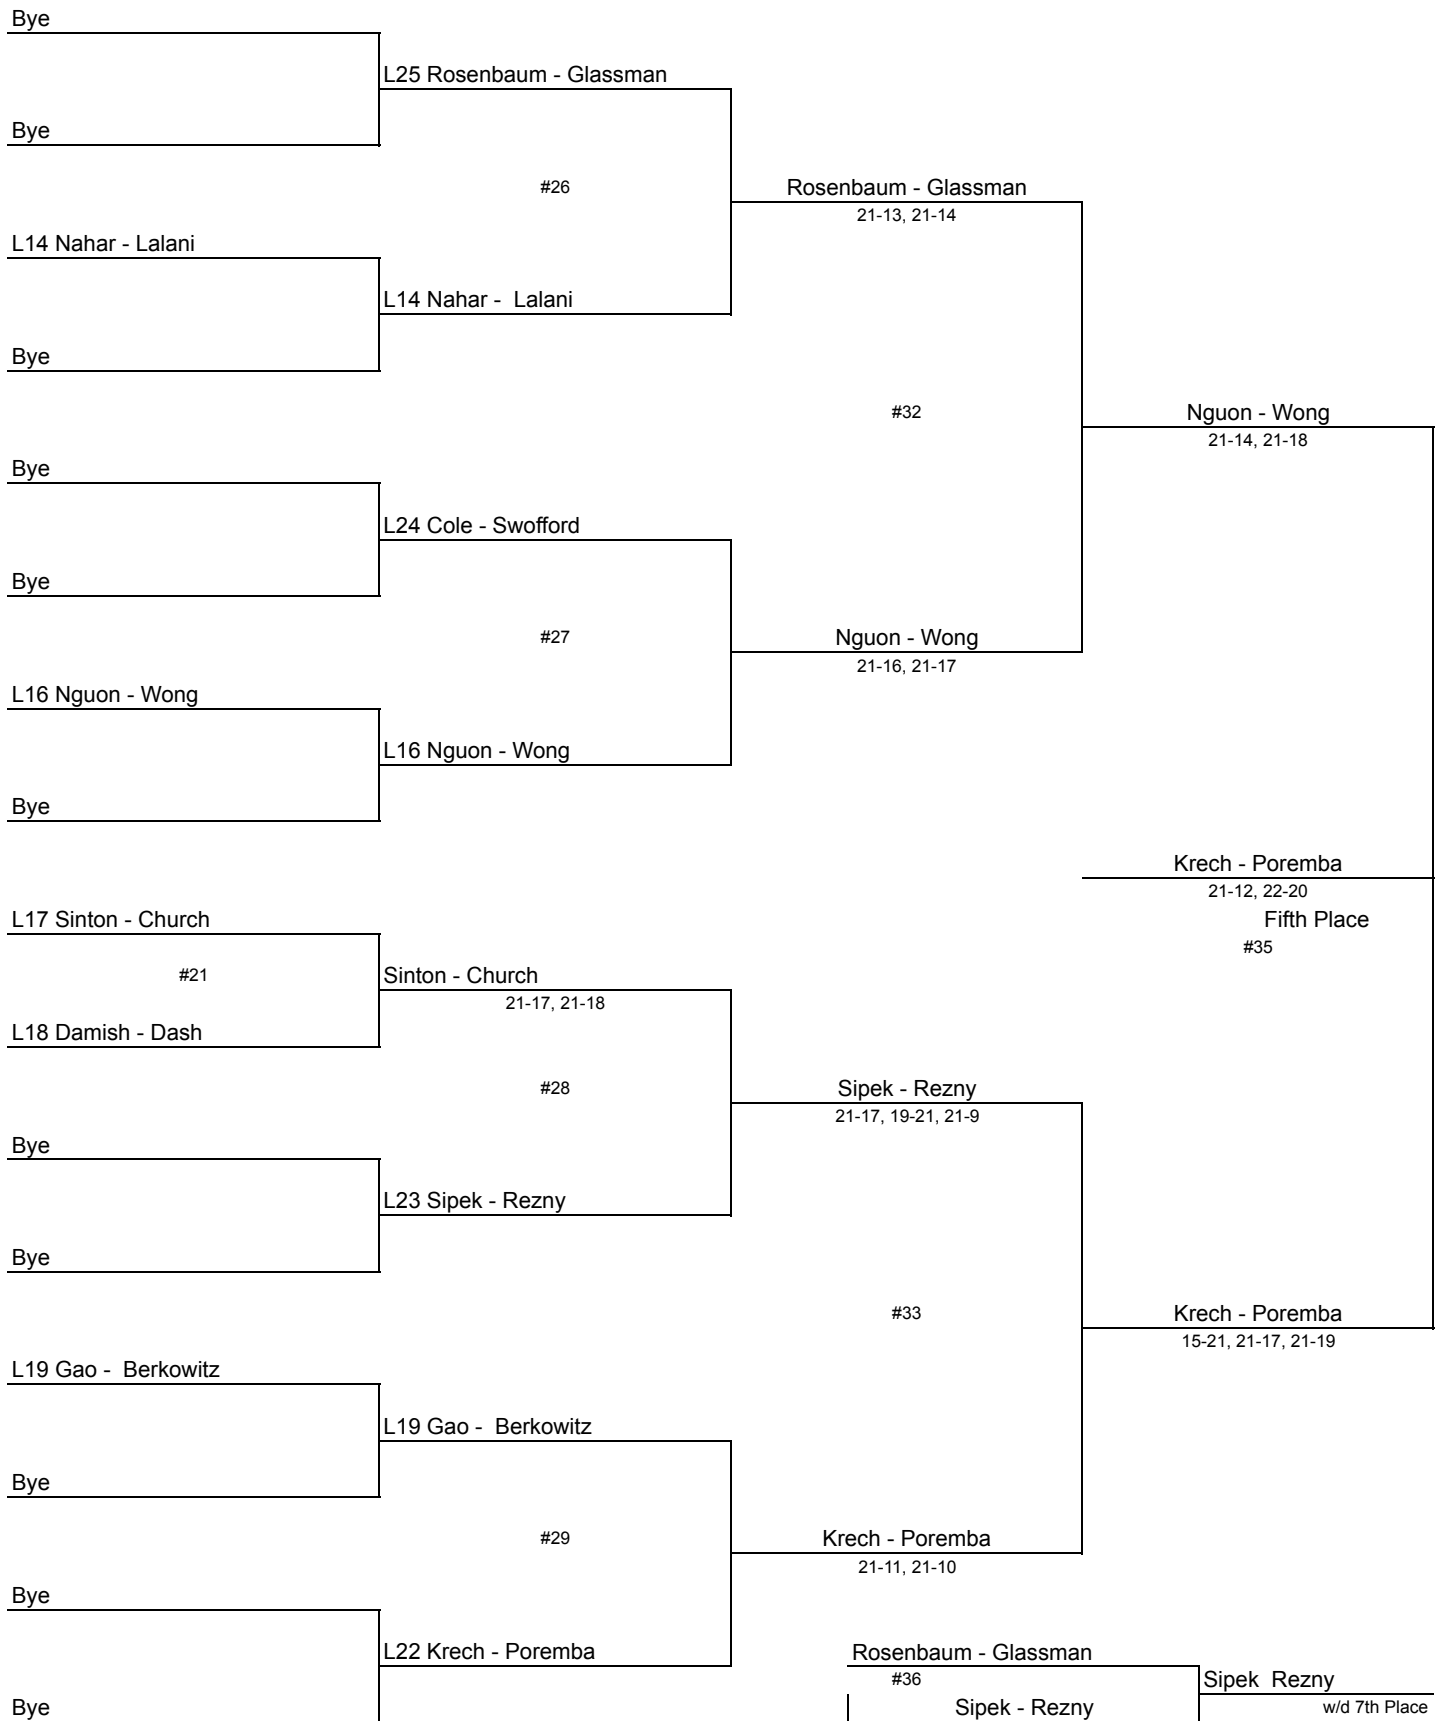 Bye
L25 Rosenbaum - Glassman
Bye
#26
Rosenbaum - Glassman
21-13, 21-14
L14 Nahar - Lalani
L14 Nahar -  Lalani
Bye
#32
Nguon - Wong
21-14, 21-18
Bye
L24 Cole - Swofford
Bye
#27
Nguon - Wong
21-16, 21-17
L16 Nguon - Wong
L16 Nguon - Wong
Bye
Krech - Poremba
21-12, 22-20
Fifth Place
#35
L17 Sinton - Church
#21
Sinton - Church
21-17, 21-18
L18 Damish - Dash
#28
Sipek - Rezny
21-17, 19-21, 21-9
Bye
L23 Sipek - Rezny
Bye
#33
Krech - Poremba
15-21, 21-17, 21-19
L19 Gao -  Berkowitz
L19 Gao -  Berkowitz
Bye
#29
Krech - Poremba
21-11, 21-10
Bye
L22 Krech - Poremba
Bye
Rosenbaum - Glassman
#36
Sipek - Rezny
Sipek  Rezny
w/d 7th Place